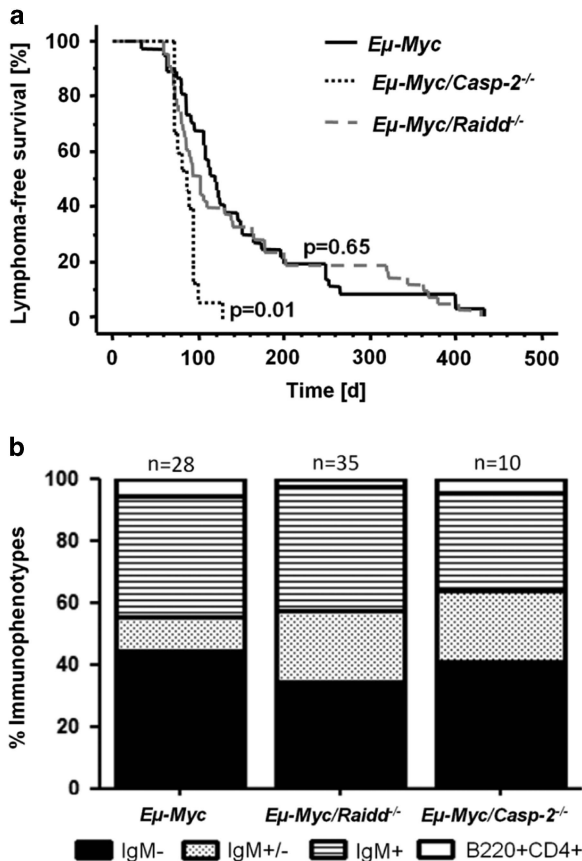 a
Lymphoma-free survival [%]
100
80
60
40
20
0
Eμ-Myc
Eμ-Myc/Casp-2-/-
Eμ-Myc/Raidd-/-
p=0.65
p=0.01
0 100 200 300 400 500
Time [d]
b
% Immunophenotypes
100
80
60
40
20
0
n=28 n=35 n=10
Eμ-Myc Eμ-Myc/Raidd-/- Eμ-Myc/Casp-2-/-
IgM- IgM+/- IgM+ B220+CD4+